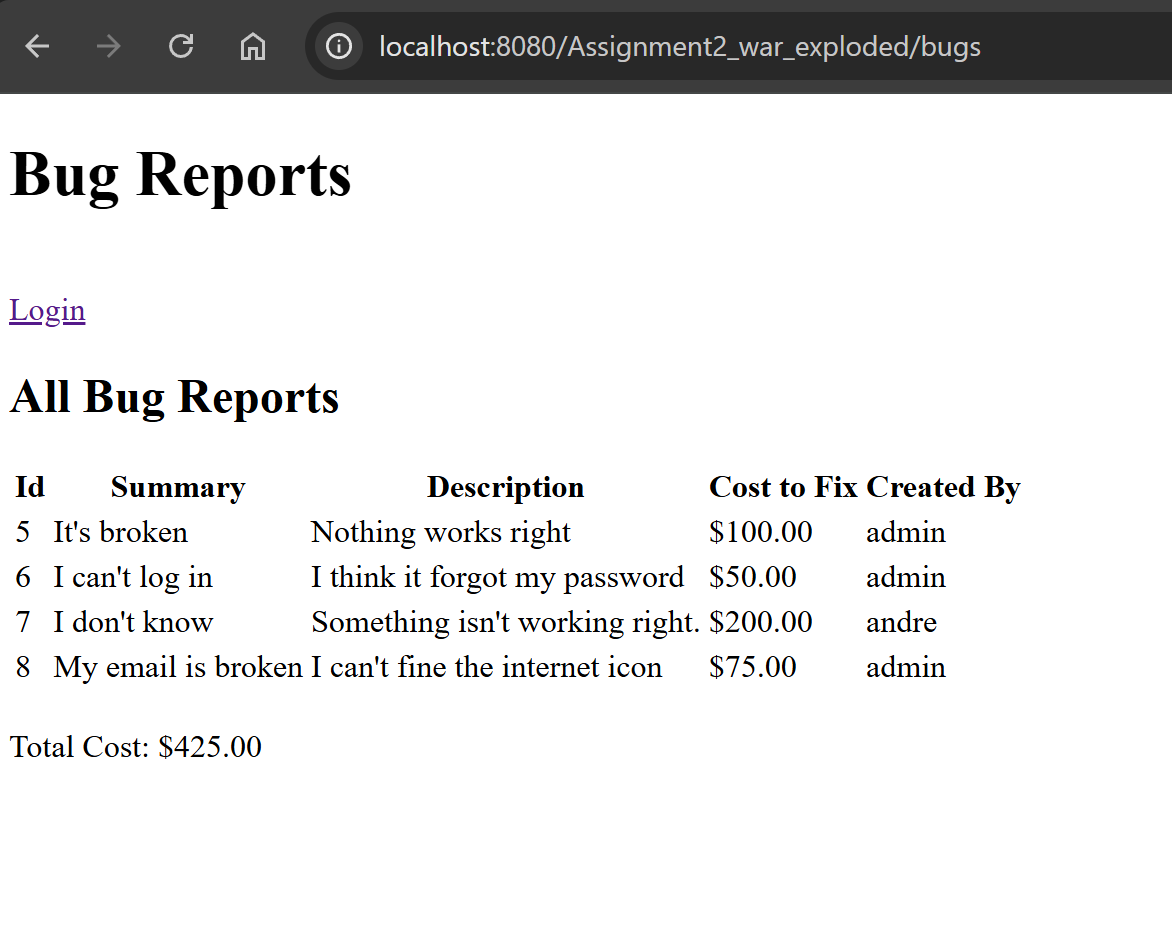 localhost:8080/Assignment2_war_exploded/bugs
Bug Reports
Login
All Bug Reports
Id Summary Description Cost to Fix Created By
5 It's broken Nothing works right $100.00 admin
6 I can't log in I think it forgot my password $50.00 admin
7 I don't know Something isn't working right. $200.00 andre
8 My email is broken I can't fine the internet icon $75.00 admin
Total Cost: $425.00